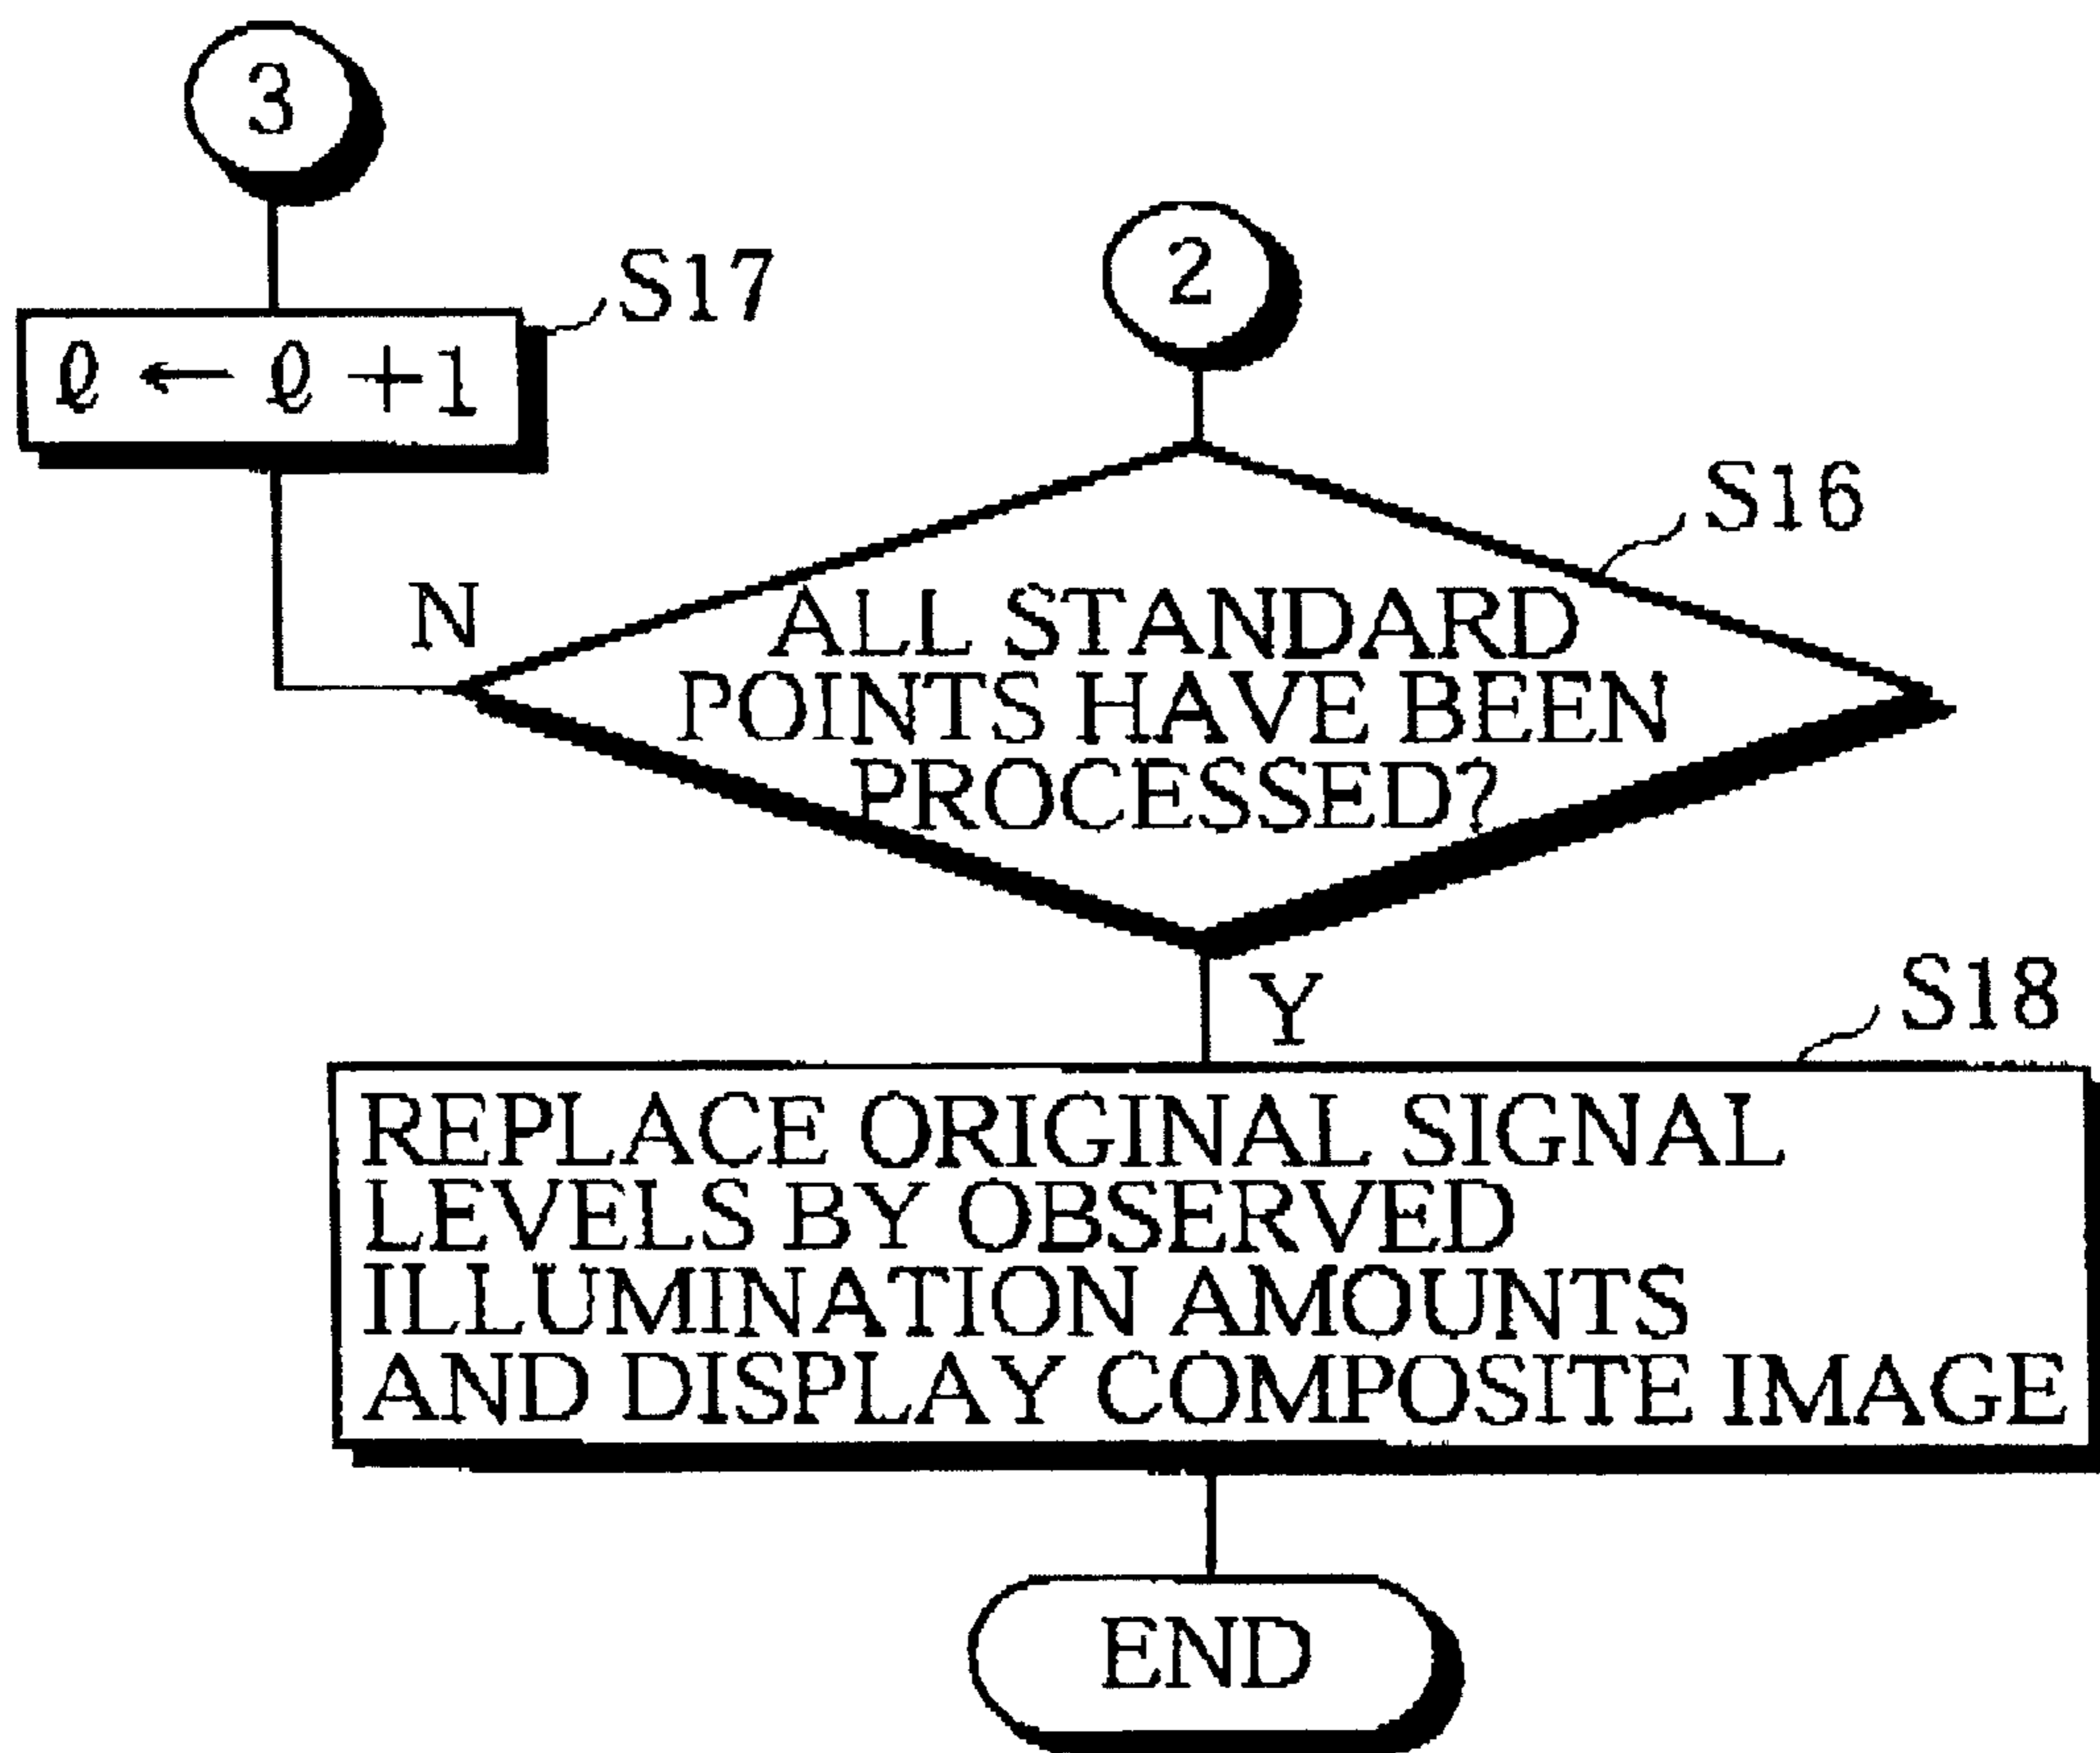 3
S17
ℓ ← ℓ +1
2
S16
N
ALL STANDARD
POINTS HAVE BEEN
PROCESSED?
Y
S18
REPLACE ORIGINAL SIGNAL
LEVELS BY OBSERVED
ILLUMINATION AMOUNTS
AND DISPLAY COMPOSITE IMAGE
END